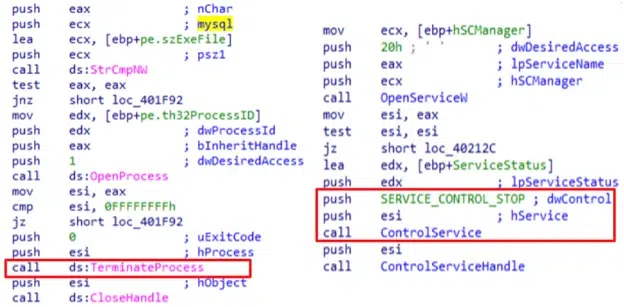 push eax ; nChar
push ecx ; mysql
lea ecx, [ebp+pe.szExeFile]
push ecx ; psz1
call ds:StrCmpNW
test eax, eax
jnz short loc_401F92
mov edx, [ebp+pe.th32ProcessID]
push edx ; dwProcessId
push eax ; bInheritHandle
push 1 ; dwDesiredAccess
call ds:OpenProcess
mov esi, eax
cmp esi, 0FFFFFFFFh
jz short loc_401F92
push 0 ; uExitCode
push esi ; hProcess
call ds:TerminateProcess
push esi ; hObject
call ds:CloseHandle
mov ecx, [ebp+hSCManager]
push 20h ; ' ' ; dwDesiredAccess
push eax ; lpServiceName
push ecx ; hSCManager
call OpenServiceW
mov esi, eax
test esi, esi
jz short loc_40212C
lea edx, [ebp+ServiceStatus]
push edx ; lpServiceStatus
push SERVICE_CONTROL_STOP ; dwControl
push esi ; hService
call ControlService
push esi
call ControlServiceHandle